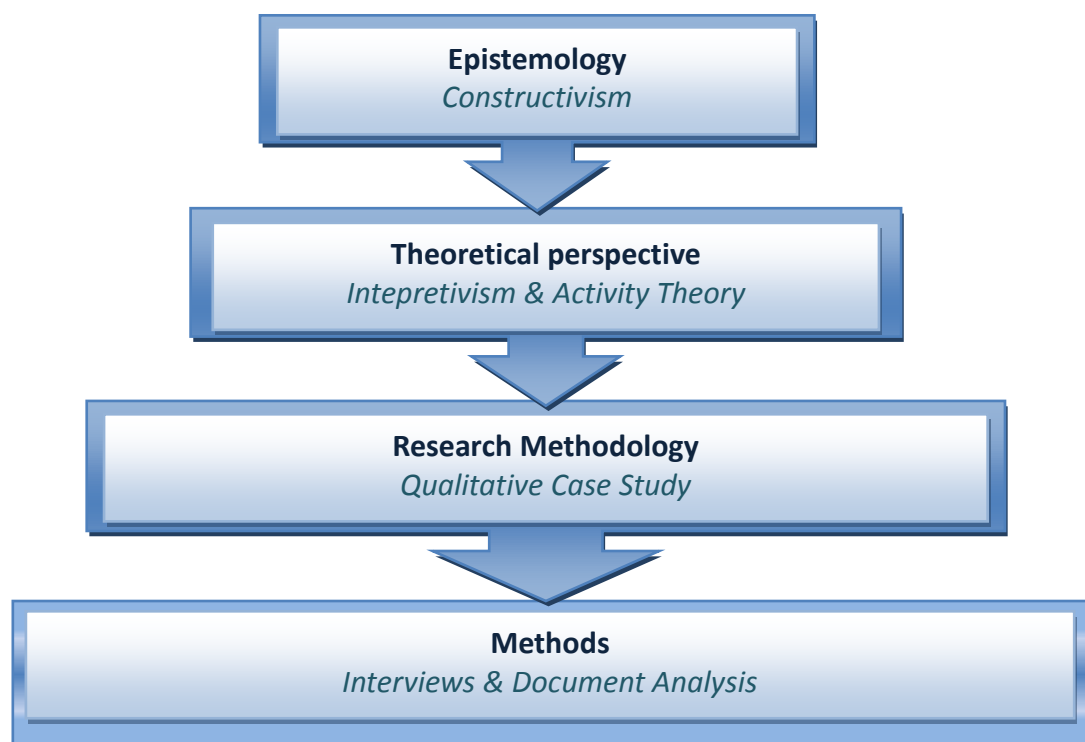 Epistemology
Constructivism
Theoretical perspective
Intepretivism & Activity Theory
Research Methodology
Qualitative Case Study
Methods
Interviews & Document Analysis